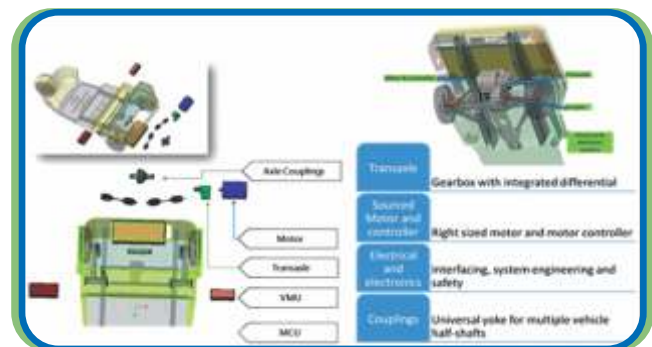 Axle Couplings
Motor
Transaxle
VMU
MCU
Transaxle
Gearbox with integrated differential
Sourced
Motor and
controller
Right sized motor and motor controller
Electrical
and
electronics
Interfacing, system engineering and
safety
Couplings
Universal yoke for multiple vehicle
half-shafts